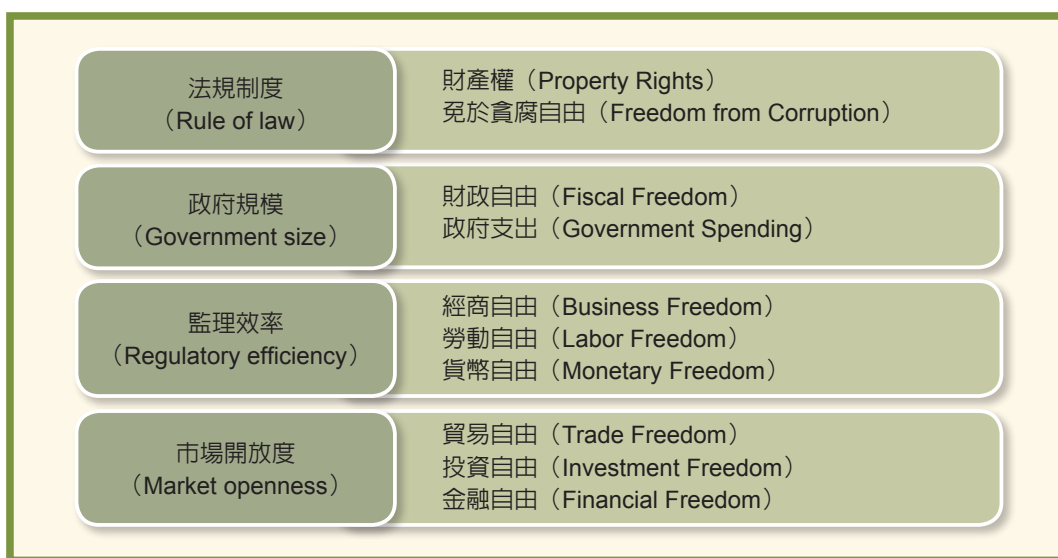 法規制度
（Rule of law）
財產權（Property Rights）
免於貪腐自由（Freedom from Corruption）
政府規模
（Government size）
財政自由（Fiscal Freedom）
政府支出（Government Spending）
監理效率
（Regulatory efficiency）
經商自由（Business Freedom）
勞動自由（Labor Freedom）
貨幣自由（Monetary Freedom）
市場開放度
（Market openness）
貿易自由（Trade Freedom）
投資自由（Investment Freedom）
金融自由（Financial Freedom）